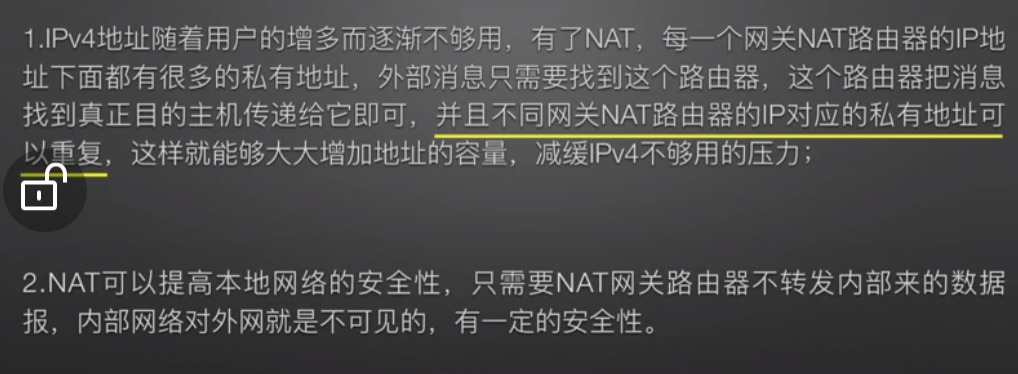 1.IPv4地址随着用户的增多而逐渐不够用，有了NAT，每一个网关NAT路由器的IP地
址下面都有很多的私有地址，外部消息只需要找到这个路由器，这个路由器把消息
找到真正目的主机传递给它即可，并且不同网关NAT路由器的IP对应的私有地址可
以重复，这样就能够大大增加地址的容量，减缓IPv4不够用的压力；
2.NAT可以提高本地网络的安全性，只需要NAT网关路由器不转发内部来的数据
报，内部网络对外网就是不可见的，有一定的安全性。